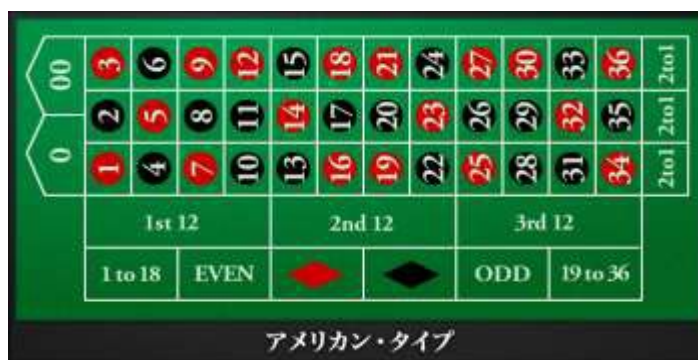 00 3 6 9 12 15 18 21 24 27 30 33 36 2to1
2 5 8 11 14 17 20 23 26 29 32 35 2to1
0 1 4 7 10 13 16 19 22 25 28 31 34 2to1
1st 12 2nd 12 3rd 12
1 to 18 EVEN ODD 19 to 36
アメリカン・タイプ